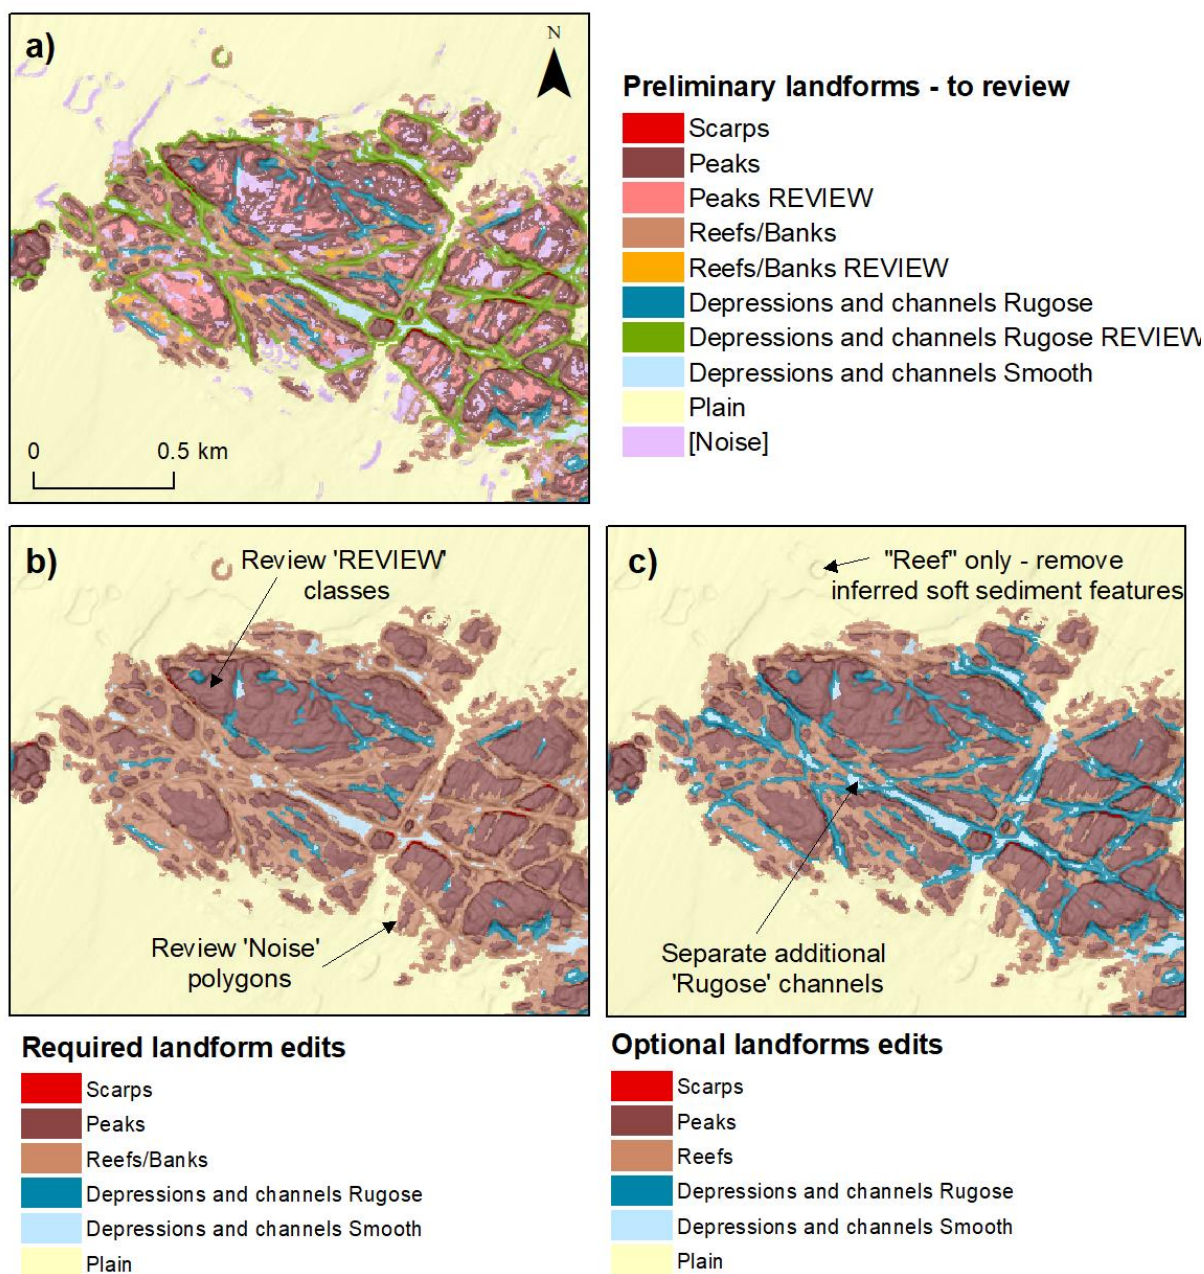 a)
N
0 0.5 km
Preliminary landforms - to review
Scarps
Peaks
Peaks REVIEW
Reefs/Banks
Reefs/Banks REVIEW
Depressions and channels Rugose
Depressions and channels Rugose REVIEW
Depressions and channels Smooth
Plain
[Noise]
b)
Review 'REVIEW'
classes
Review 'Noise'
polygons
c)
"Reef" only - remove
inferred soft sediment features
Separate additional
'Rugose' channels
Required landform edits
Scarps
Peaks
Reefs/Banks
Depressions and channels Rugose
Depressions and channels Smooth
Plain
Optional landforms edits
Scarps
Peaks
Reefs
Depressions and channels Rugose
Depressions and channels Smooth
Plain